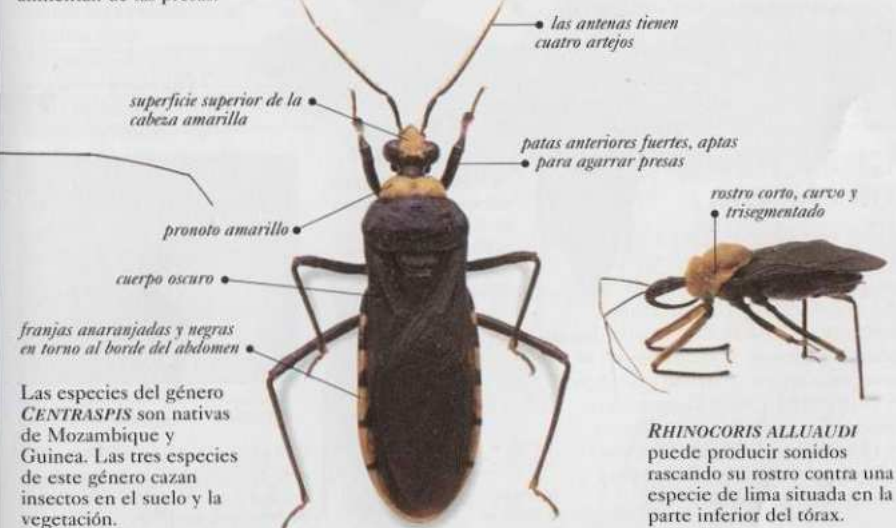 alimentan de las presas.
las antenas tienen
cuatro artejos
superficie superior de la
cabeza amarilla
patas anteriores fuertes, aptas
para agarrar presas
rostro corto, curvo y
trisegmentado
pronoto amarillo
cuerpo oscuro
franjas anaranjadas y negras
en torno al borde del abdomen
Las especies del género
CENTRASPIS son nativas
de Mozambique y
Guinea. Las tres especies
de este género cazan
insectos en el suelo y la
vegetación.
RHINOCORIS ALLUAUDI
puede producir sonidos
rascando su rostro contra una
especie de lima situada en la
parte inferior del tórax.